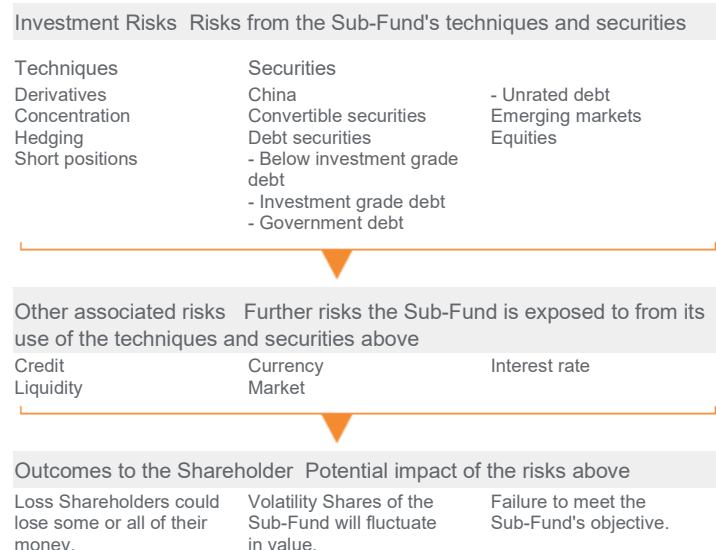 Investment Risks  Risks from the Sub-Fund's techniques and securities
Techniques
Derivatives
Concentration
Hedging
Short positions
Securities
China
Convertible securities
Debt securities
- Below investment grade
debt
- Investment grade debt
- Government debt
- Unrated debt
Emerging markets
Equities
Other associated risks   Further risks the Sub-Fund is exposed to from its
use of the techniques and securities above
Credit
Liquidity
Currency
Market
Interest rate
Outcomes to the Shareholder  Potential impact of the risks above
Loss Shareholders could
lose some or all of their
money.
Volatility Shares of the
Sub-Fund will fluctuate
in value.
Failure to meet the
Sub-Fund's objective.